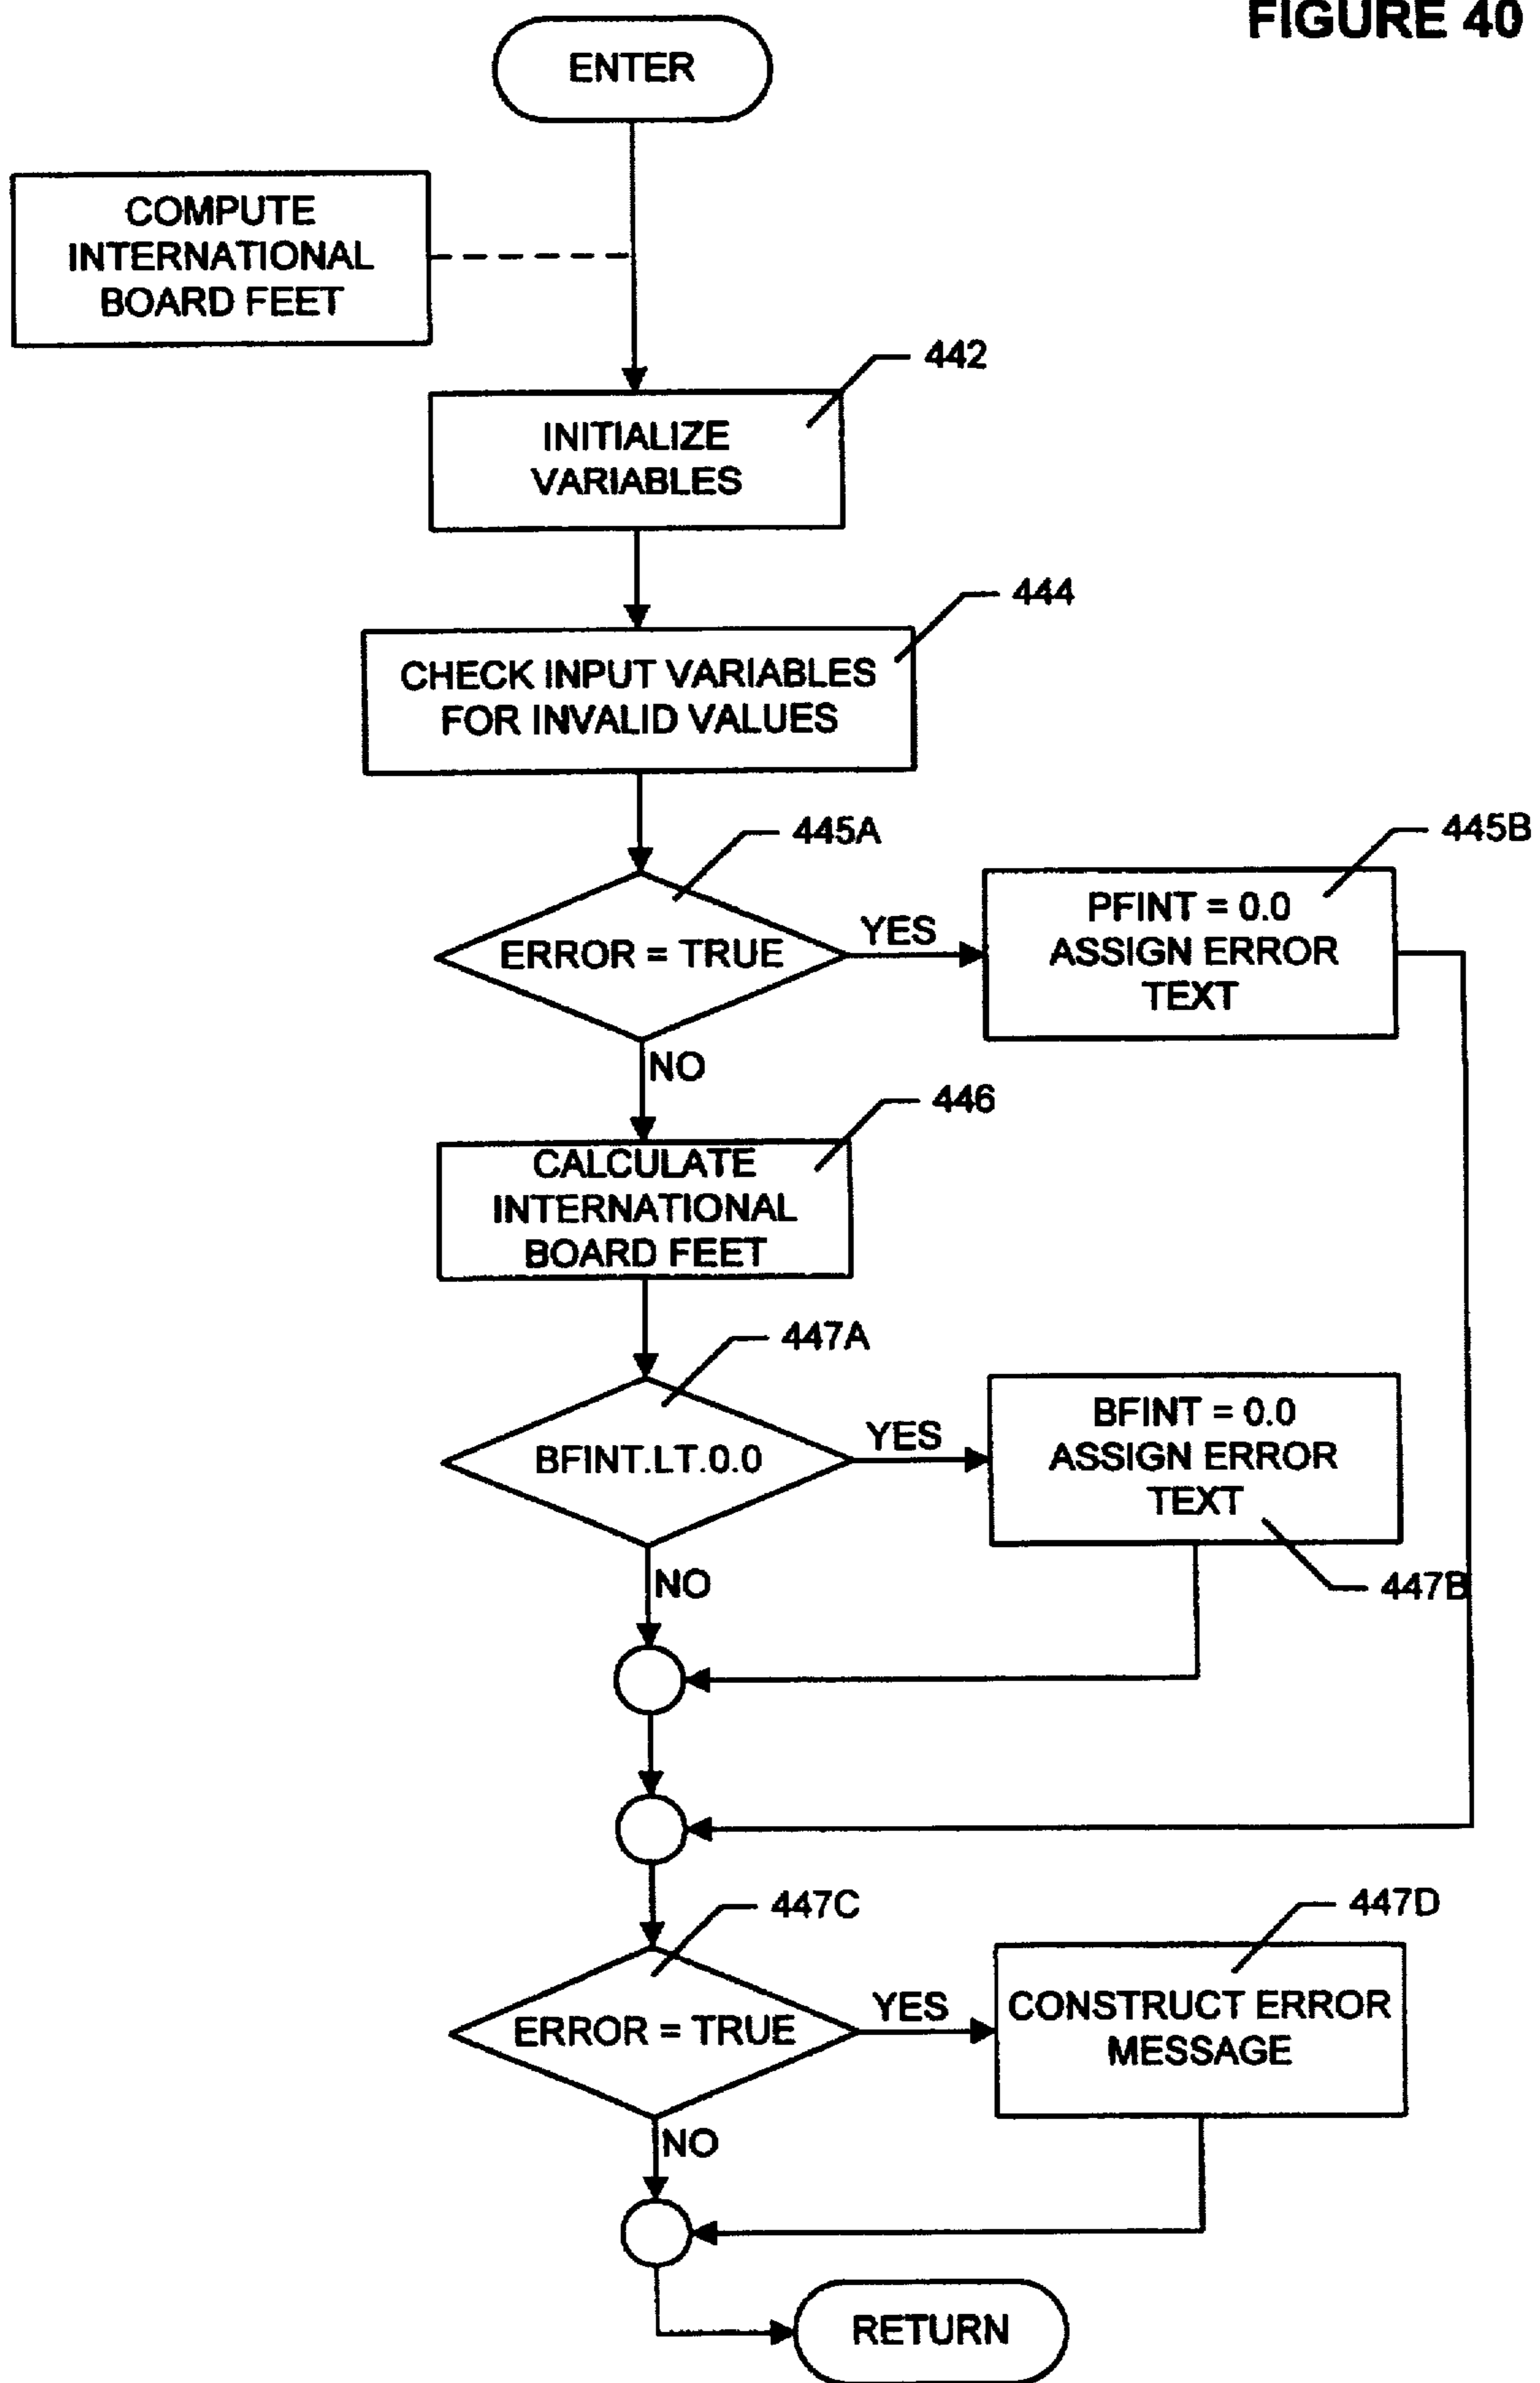 FIGURE 40
ENTER
COMPUTE
INTERNATIONAL
BOARD FEET
442
INITIALIZE
VARIABLES
444
CHECK INPUT VARIABLES
FOR INVALID VALUES
445A
445B
ERROR = TRUE
YES
PFINT = 0.0
ASSIGN ERROR
TEXT
NO
446
CALCULATE
INTERNATIONAL
BOARD FEET
447A
BFINT.LT.0.0
YES
BFINT = 0.0
ASSIGN ERROR
TEXT
447B
NO
447C
447D
ERROR = TRUE
YES
CONSTRUCT ERROR
MESSAGE
NO
RETURN